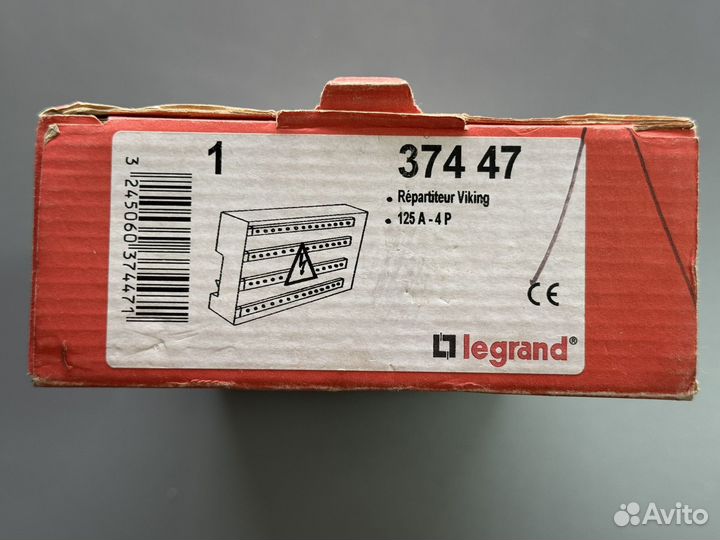 1
374 47
• Répartiteur Viking
• 125 A - 4 P
3 245060 374471
CE
legrand®
Avito